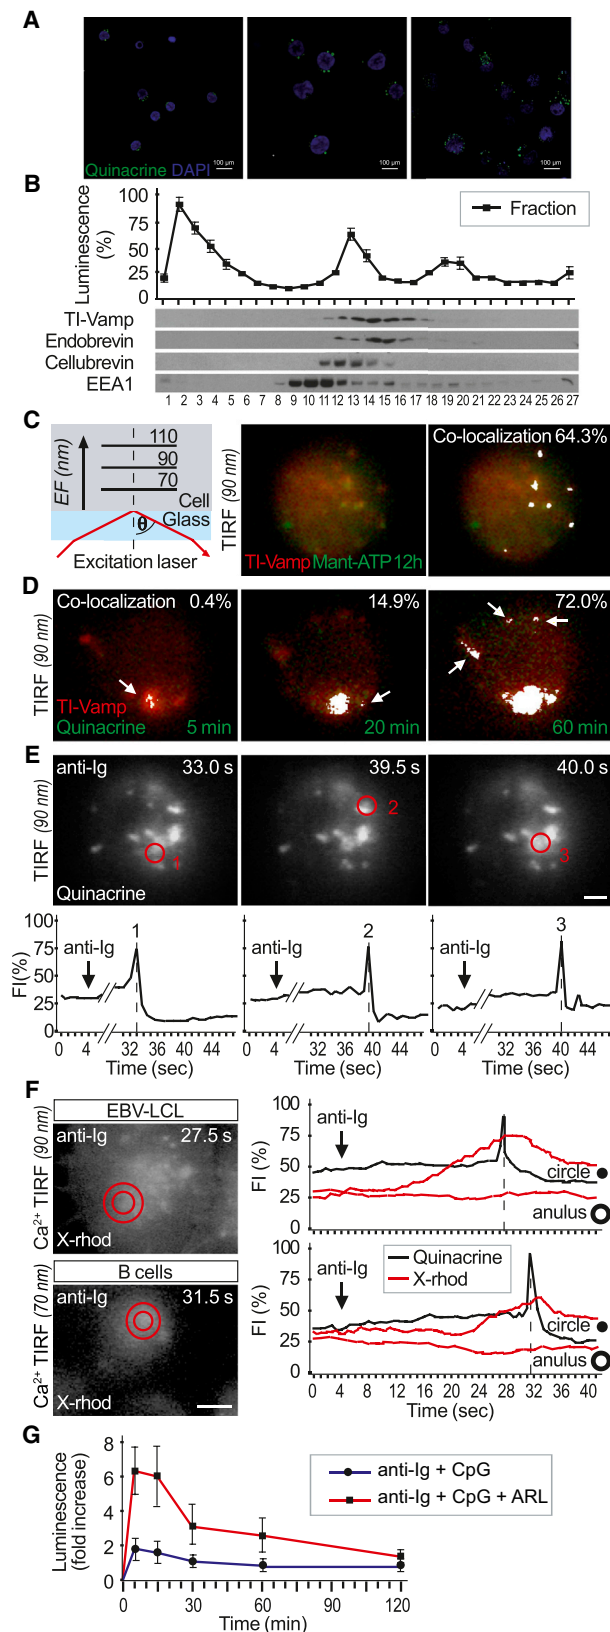 A
Quinacrine DAPI
100 μm
100 μm
100 μm
B
Luminescence (%)
100
75
50
25
0
Fraction
TI-Vamp
Endobrevin
Cellubrevin
EEA1
1 2 3 4 5 6 7 8 9 10 11 12 13 14 15 16 17 18 19 20 21 22 23 24 25 26 27
C
EF (nm)
110
90
70
Cell
Glass
θ
Excitation laser
TIRF (90 nm)
TI-Vamp Mant-ATP 12h
Co-localization 64.3%
D
TIRF (90 nm)
Co-localization 0.4%
TI-Vamp
Quinacrine 5 min
14.9%
20 min
72.0%
60 min
E
TIRF (90 nm)
anti-Ig 33.0 s
1
Quinacrine
39.5 s
2
40.0 s
3
FI(%)
100
75
50
25
0
anti-Ig
1
0 4 32 36 40 44
Time (sec)
anti-Ig
2
0 4 32 36 40 44
Time (sec)
anti-Ig
3
0 4 28 32 36 40 44
Time (sec)
F
EBV-LCL
Ca2+ TIRF (90 nm)
anti-Ig 27.5 s
X-rhod
B cells
Ca2+ TIRF (70 nm)
anti-Ig 31.5 s
X-rhod
FI (%)
100
75
50
25
0
anti-Ig
circle
anulus
FI (%)
100
75
50
25
0
anti-Ig
Quinacrine
X-rhod
circle
anulus
0 4 8 12 16 20 24 28 32 36 40
Time (sec)
G
Luminescence (fold increase)
8
6
4
2
0
anti-Ig + CpG
anti-Ig + CpG + ARL
0 30 60 90 120
Time (min)